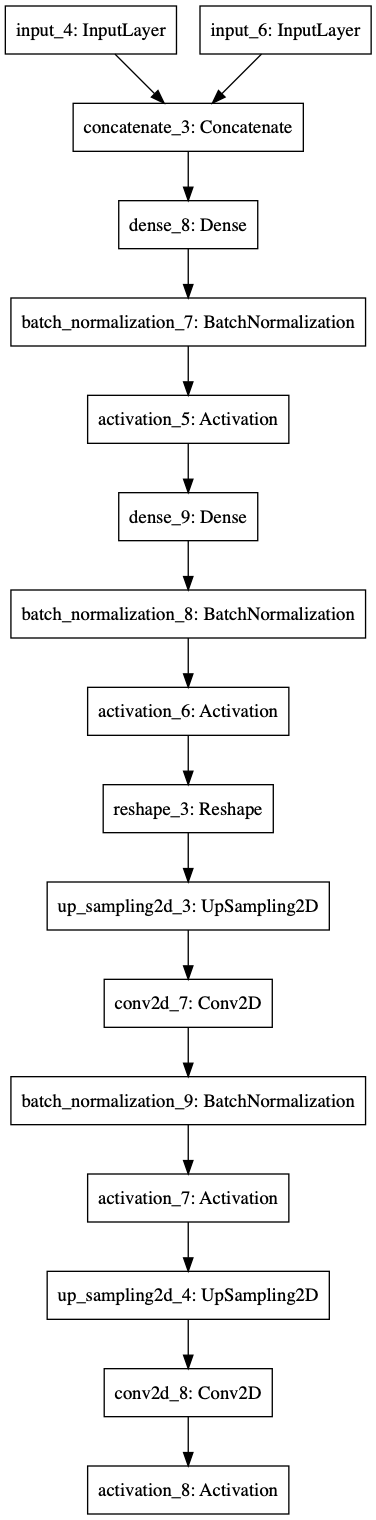 input_4: InputLayer
input_6: InputLayer
concatenate_3: Concatenate
dense_8: Dense
batch_normalization_7: BatchNormalization
activation_5: Activation
dense_9: Dense
batch_normalization_8: BatchNormalization
activation_6: Activation
reshape_3: Reshape
up_sampling2d_3: UpSampling2D
conv2d_7: Conv2D
batch_normalization_9: BatchNormalization
activation_7: Activation
up_sampling2d_4: UpSampling2D
conv2d_8: Conv2D
activation_8: Activation